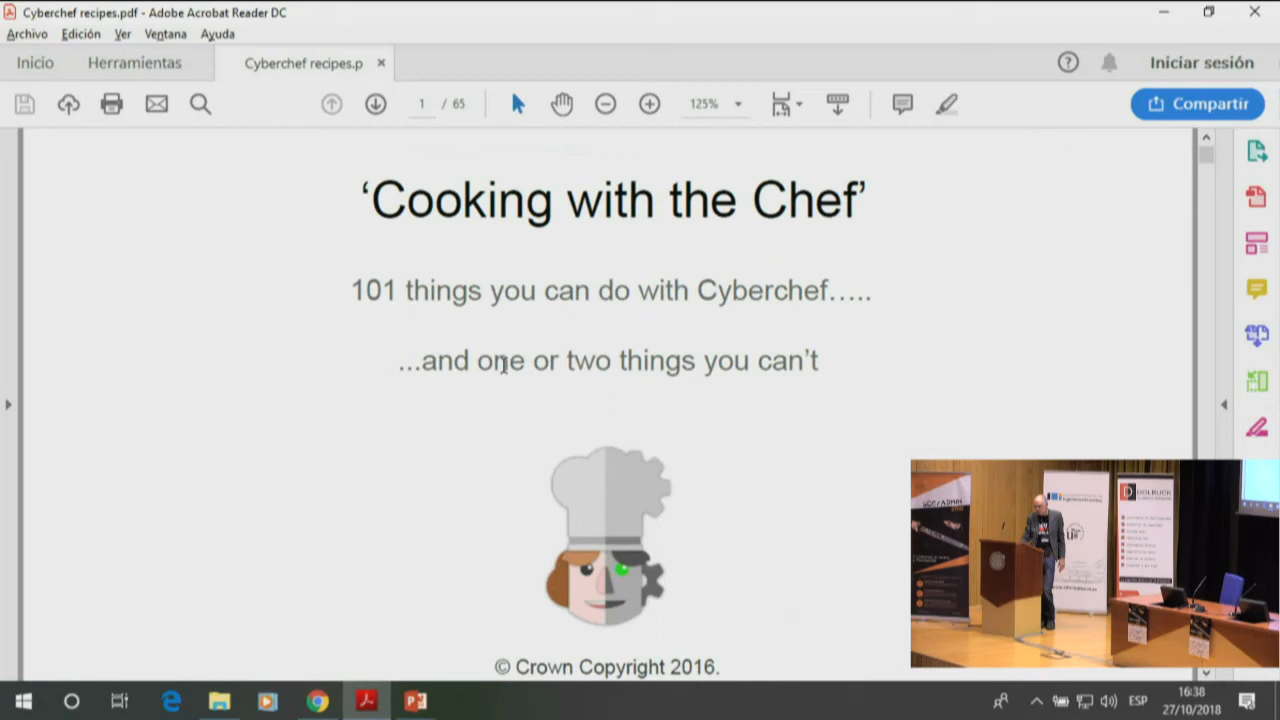 Cyberchef recipes.pdf - Adobe Acrobat Reader DC
Archivo Edición Ver Ventana Ayuda
Inicio Herramientas Cyberchef recipes.p × Iniciar sesión
1 / 65 125% Compartir
‘Cooking with the Chef’
101 things you can do with Cyberchef…..
...and one or two things you can’t
© Crown Copyright 2016.
DOLBUCK
ESP
16:38
27/10/2018